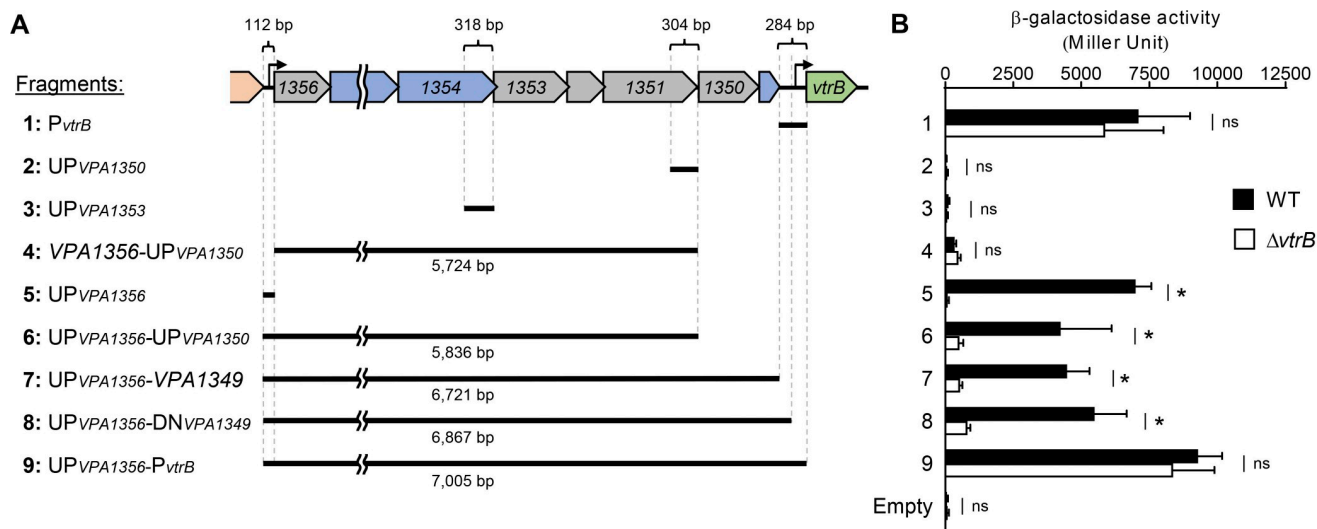 A
112 bp
318 bp
304 bp
284 bp
Fragments:
1356
1354
1353
1351
1350
vtrB
1: PvtrB
2: UPVPA1350
3: UPVPA1353
4: VPA1356-UPVPA1350
5,724 bp
5: UPVPA1356
6: UPVPA1356-UPVPA1350
5,836 bp
7: UPVPA1356-VPA1349
6,721 bp
8: UPVPA1356-DNVPA1349
6,867 bp
9: UPVPA1356-PvtrB
7,005 bp
B
β-galactosidase activity
(Miller Unit)
0 2500 5000 7500 10000 12500
1 ns
2 ns
3 ns
4 ns
5 *
6 *
7 *
8 *
9 ns
Empty ns
WT
ΔvtrB